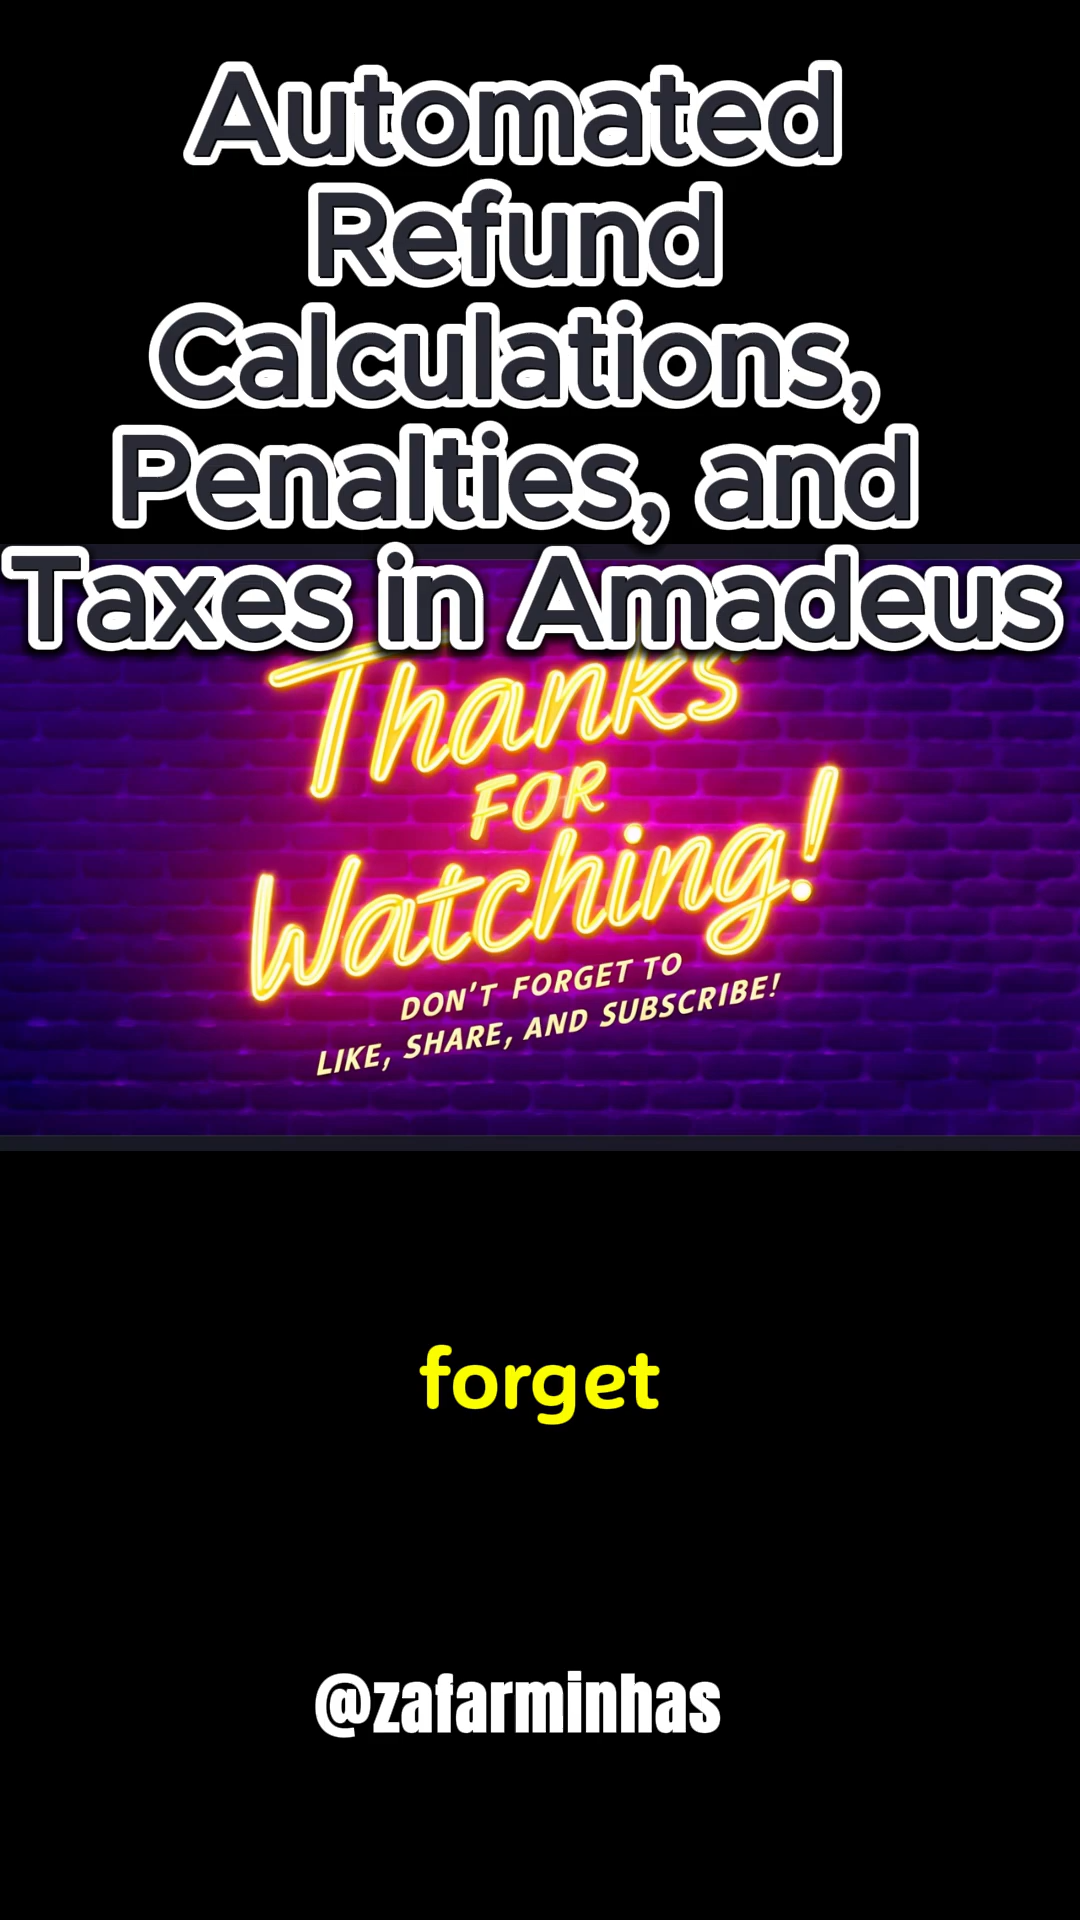 Automated
Refund
Calculations,
Penalties, and
Taxes in Amadeus
Thanks
FOR
Watching!
DON'T FORGET TO
LIKE, SHARE, AND SUBSCRIBE!
forget
@zafarminhas